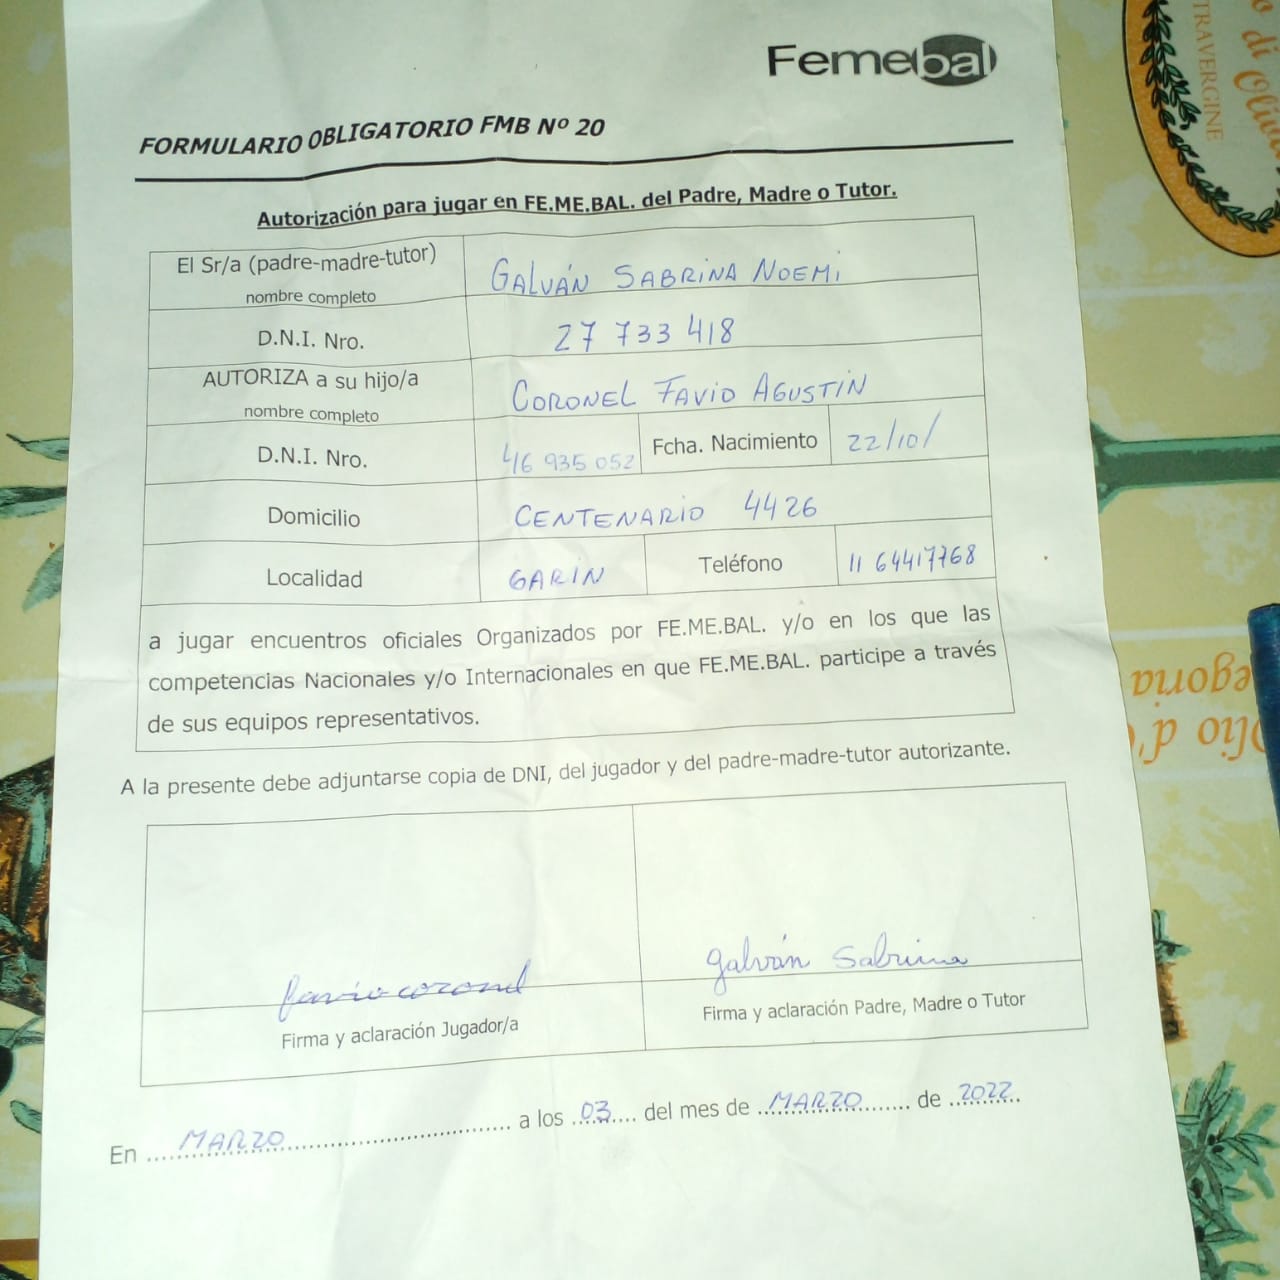 Femebal
FORMULARIO OBLIGATORIO FMB Nº 20
Autorización para jugar en FE.ME.BAL. del Padre, Madre o Tutor.
El Sr/a (padre-madre-tutor)
nombre completo
GALVÁN SABRINA NOEMI
D.N.I. Nro.
27 733 418
AUTORIZA a su hijo/a
nombre completo
CORONEL FAVIO AGUSTIN
D.N.I. Nro.
46 935 052
Fcha. Nacimiento
22/10/
Domicilio
CENTENARIO 4426
Localidad
GARIN
Teléfono
11 64417768
a jugar encuentros oficiales Organizados por FE.ME.BAL. y/o en los que las
competencias Nacionales y/o Internacionales en que FE.ME.BAL. participe a través
de sus equipos representativos.
A la presente debe adjuntarse copia de DNI, del jugador y del padre-madre-tutor autorizante.
favio coronel
Firma y aclaración Jugador/a
galván Sabrina
Firma y aclaración Padre, Madre o Tutor
En MARZO a los 03 del mes de MARZO de 2022
di Oliva
TRAVERGINE
Olio d'